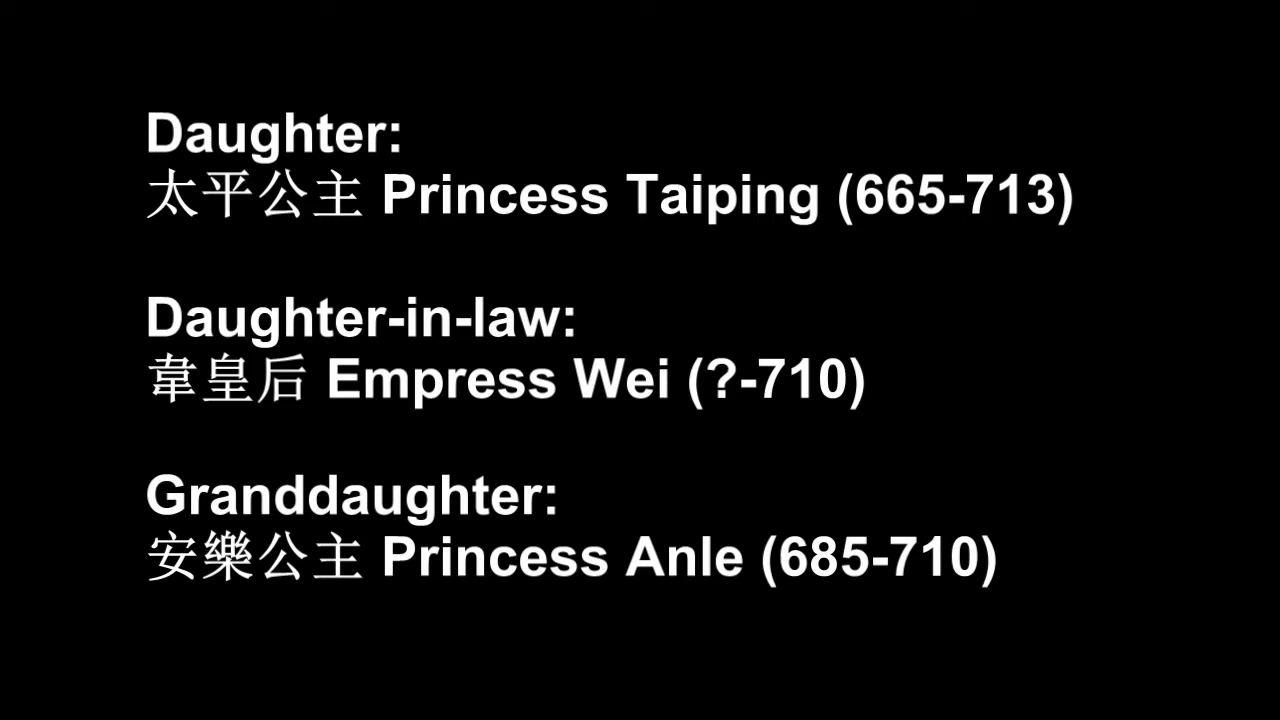 Daughter:
太平公主 Princess Taiping (665-713)
Daughter-in-law:
韋皇后 Empress Wei (?-710)
Granddaughter:
安樂公主 Princess Anle (685-710)